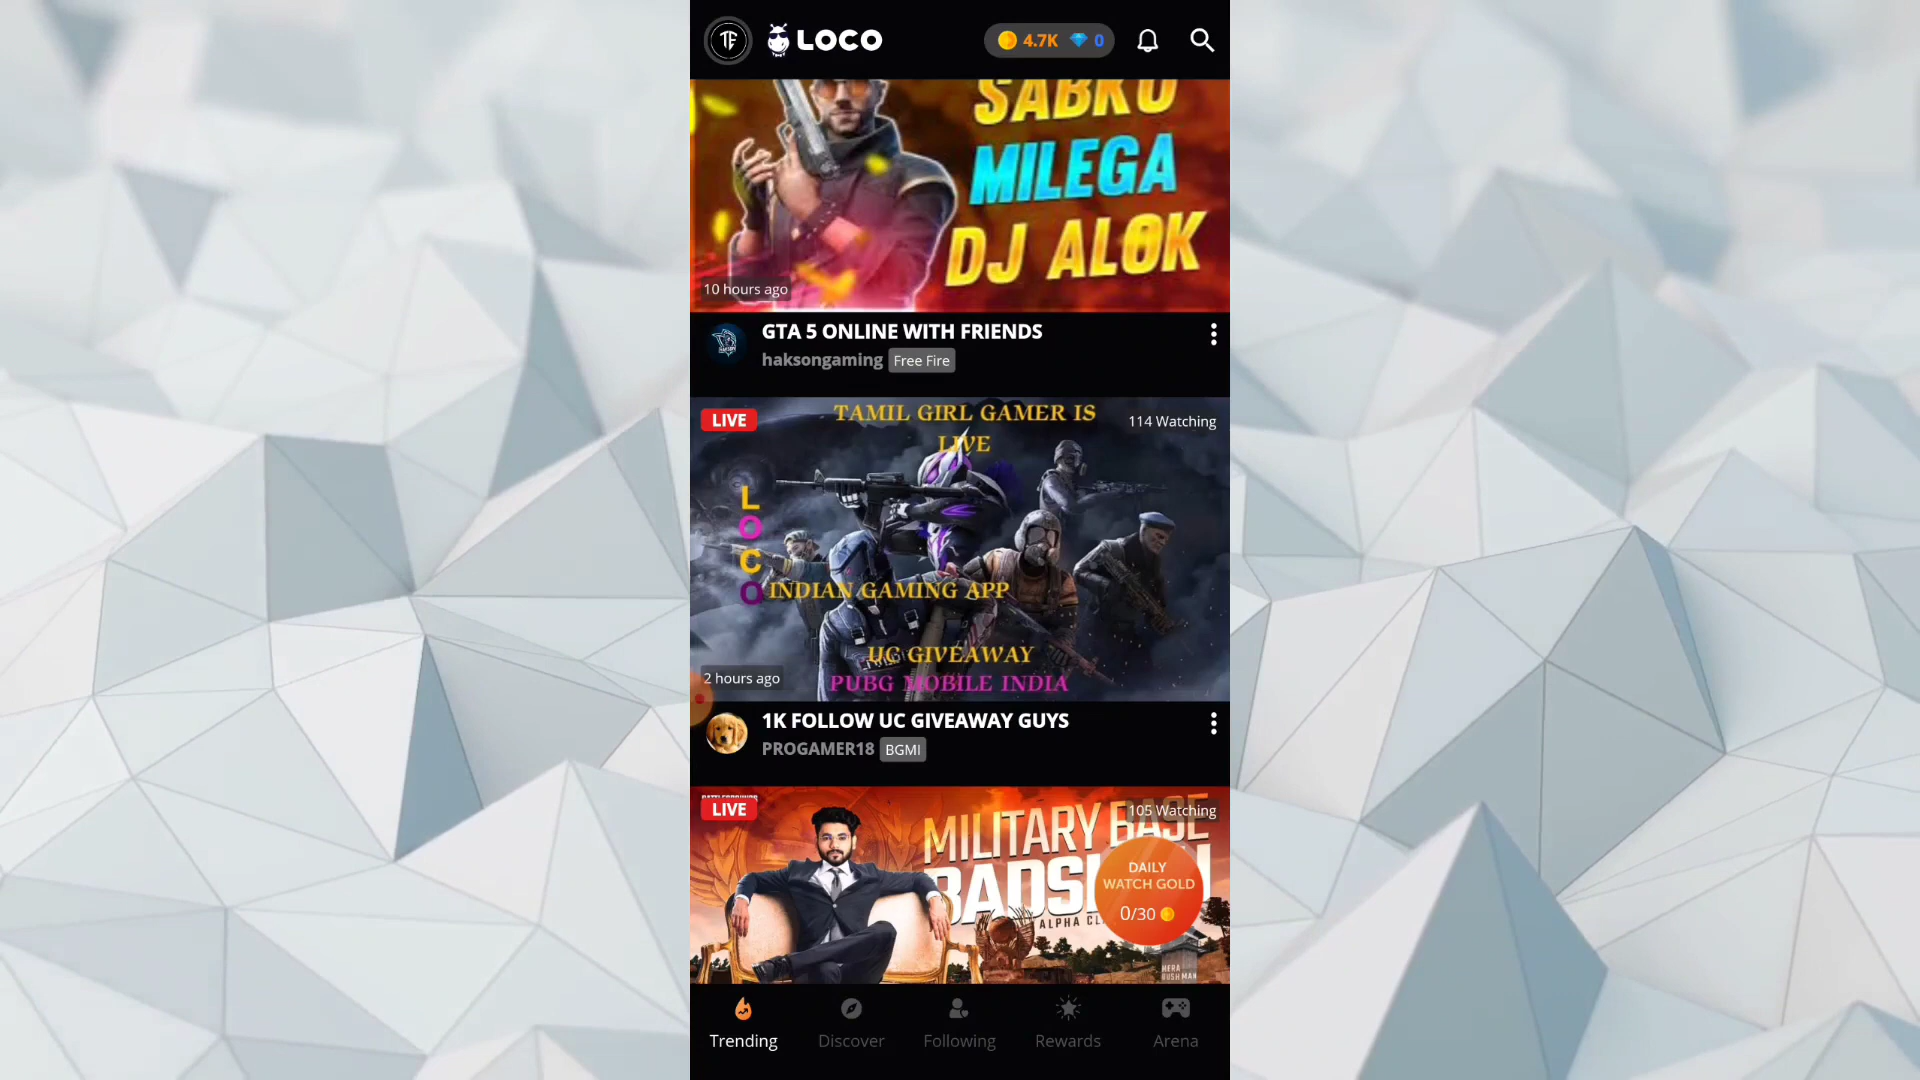 TF
LOCO
4.7K
0
SABKO
MILEGA
DJ ALOK
10 hours ago
GTA 5 ONLINE WITH FRIENDS
haksongaming
Free Fire
LIVE
TAMIL GIRL GAMER IS
LIVE
114 Watching
LOCO
INDIAN GAMING APP
UC GIVEAWAY
PUBG MOBILE INDIA
2 hours ago
1K FOLLOW UC GIVEAWAY GUYS
PROGAMER18
BGMI
LIVE
105 Watching
MILITARY BASE
DAILY
WATCH GOLD
0/30
Trending
Discover
Following
Rewards
Arena